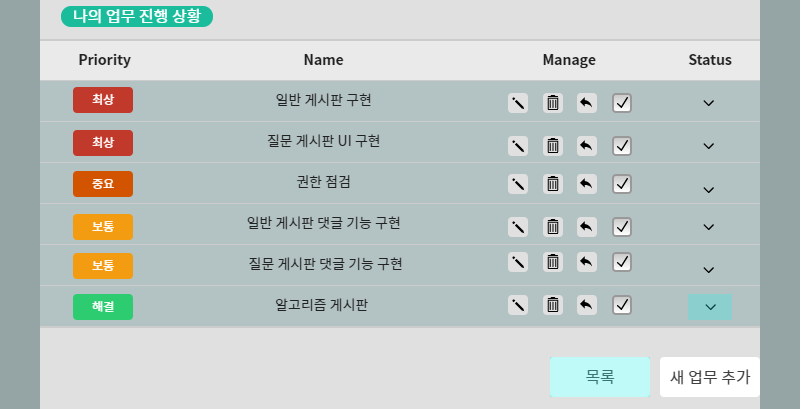 나의 업무 진행 상황
Priority Name Manage Status
최상 일반 게시판 구현
최상 질문 게시판 UI 구현
중요 권한 점검
보통 일반 게시판 댓글 기능 구현
보통 질문 게시판 댓글 기능 구현
해결 알고리즘 게시판
목록 새 업무 추가